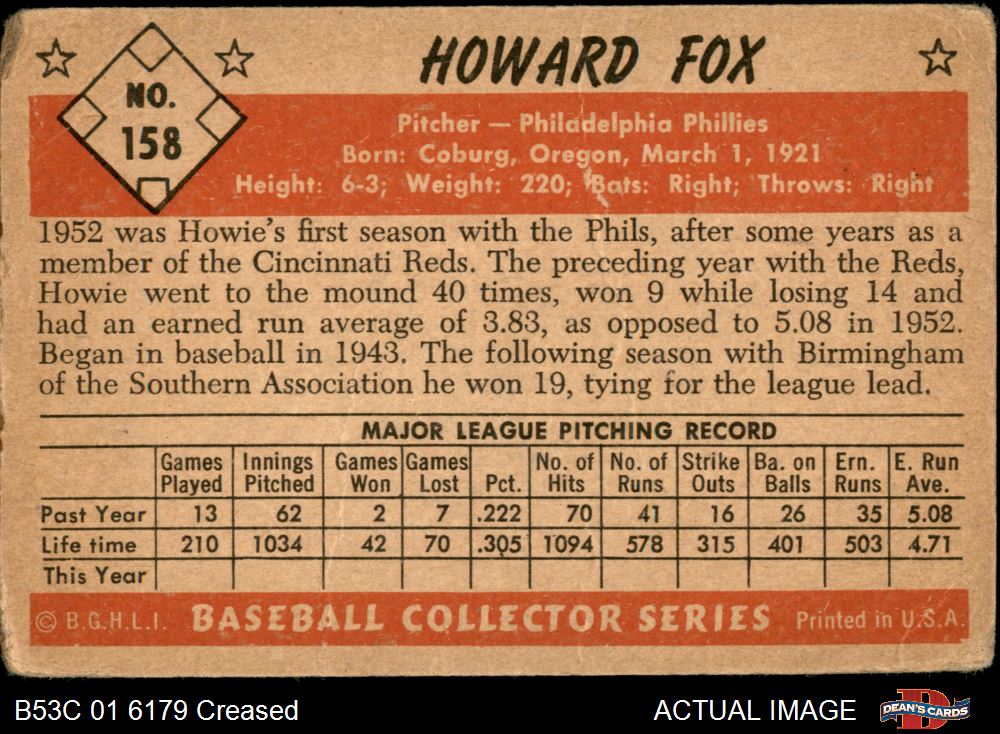 HOWARD FOX
NO.
158
Pitcher — Philadelphia Phillies
Born: Coburg, Oregon, March 1, 1921
Height: 6-3; Weight: 220; Bats: Right; Throws: Right
1952 was Howie's first season with the Phils, after some years as a
member of the Cincinnati Reds. The preceding year with the Reds,
Howie went to the mound 40 times, won 9 while losing 14 and
had an earned run average of 3.83, as opposed to 5.08 in 1952.
Began in baseball in 1943. The following season with Birmingham
of the Southern Association he won 19, tying for the league lead.
MAJOR LEAGUE PITCHING RECORD
Games Innings Games Games No. of No. of Strike Ba. on Ern. E. Run
Played Pitched Won Lost Pct. Hits Runs Outs Balls Runs Ave.
Past Year 13 62 2 7 .222 70 41 16 26 35 5.08
Life time 210 1034 42 70 .305 1094 578 315 401 503 4.71
This Year
© B.G.H.L.I. BASEBALL COLLECTOR SERIES Printed in U.S.A.
B53C 01 6179 Creased ACTUAL IMAGE DEAN'S CARDS